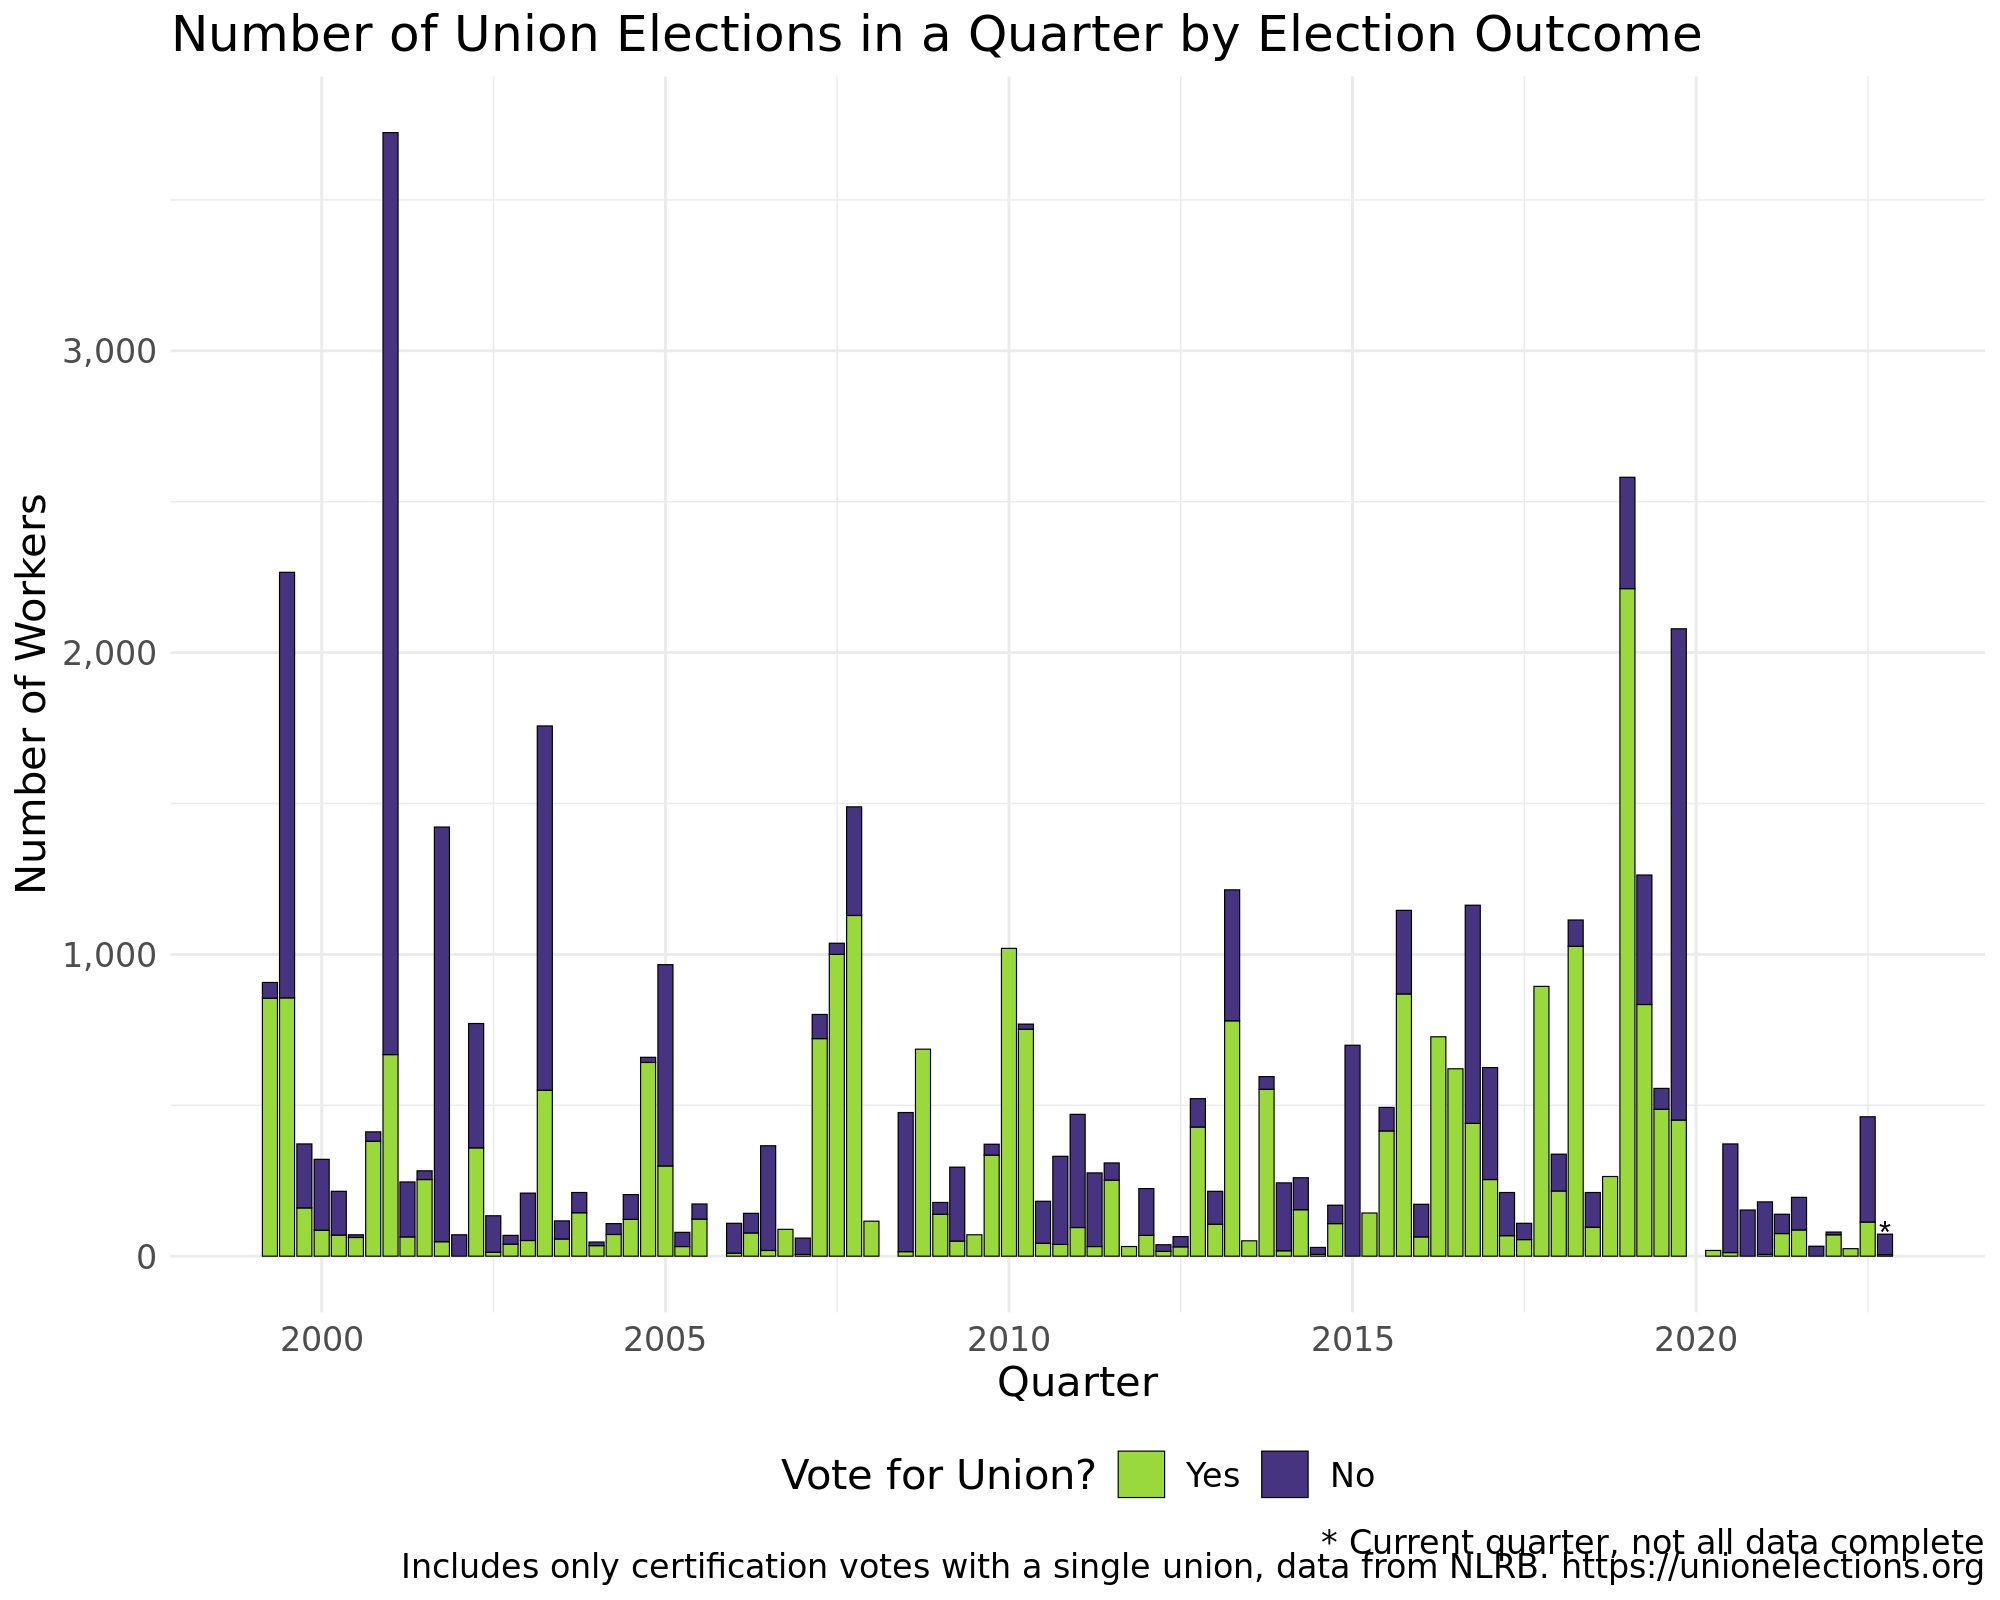 Number of Union Elections in a Quarter by Election Outcome
Number of Workers
3,000
2,000
1,000
0
*
2000 2005 2010 2015 2020
Quarter
Vote for Union? Yes No
* Current quarter, not all data complete
Includes only certification votes with a single union, data from NLRB. https://unionelections.org